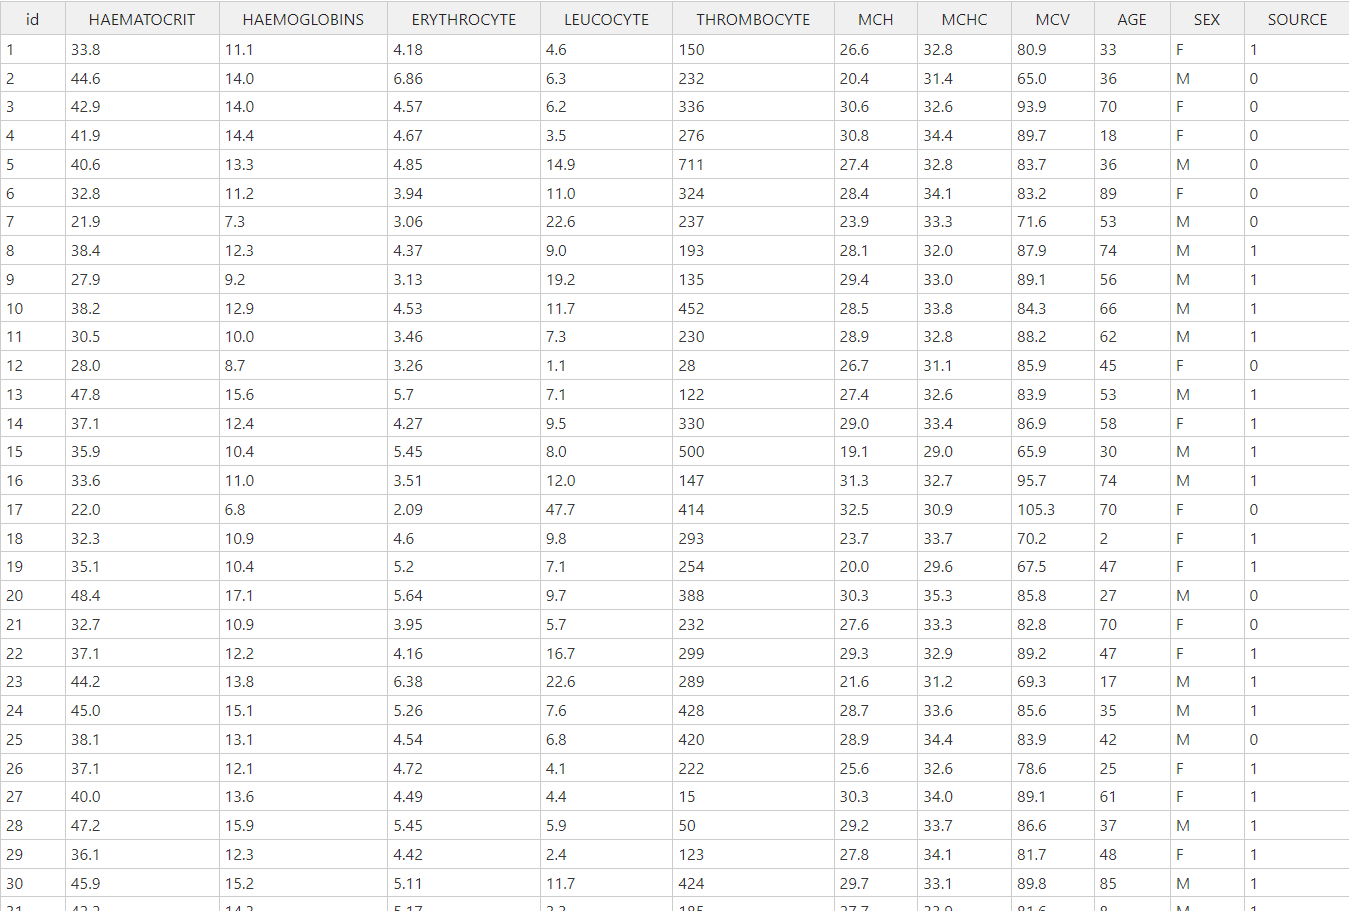 id HAEMATOCRIT HAEMOGLOBINS ERYTHROCYTE LEUCOCYTE THROMBOCYTE MCH MCHC MCV AGE SEX SOURCE
1 33.8 11.1 4.18 4.6 150 26.6 32.8 80.9 33 F 1
2 44.6 14.0 6.86 6.3 232 20.4 31.4 65.0 36 M 0
3 42.9 14.0 4.57 6.2 336 30.6 32.6 93.9 70 F 0
4 41.9 14.4 4.67 3.5 276 30.8 34.4 89.7 18 F 0
5 40.6 13.3 4.85 14.9 711 27.4 32.8 83.7 36 M 0
6 32.8 11.2 3.94 11.0 324 28.4 34.1 83.2 89 F 0
7 21.9 7.3 3.06 22.6 237 23.9 33.3 71.6 53 M 0
8 38.4 12.3 4.37 9.0 193 28.1 32.0 87.9 74 M 1
9 27.9 9.2 3.13 19.2 135 29.4 33.0 89.1 56 M 1
10 38.2 12.9 4.53 11.7 452 28.5 33.8 84.3 66 M 1
11 30.5 10.0 3.46 7.3 230 28.9 32.8 88.2 62 M 1
12 28.0 8.7 3.26 1.1 28 26.7 31.1 85.9 45 F 0
13 47.8 15.6 5.7 7.1 122 27.4 32.6 83.9 53 M 1
14 37.1 12.4 4.27 9.5 330 29.0 33.4 86.9 58 F 1
15 35.9 10.4 5.45 8.0 500 19.1 29.0 65.9 30 M 1
16 33.6 11.0 3.51 12.0 147 31.3 32.7 95.7 74 M 1
17 22.0 6.8 2.09 47.7 414 32.5 30.9 105.3 70 F 0
18 32.3 10.9 4.6 9.8 293 23.7 33.7 70.2 2 F 1
19 35.1 10.4 5.2 7.1 254 20.0 29.6 67.5 47 F 1
20 48.4 17.1 5.64 9.7 388 30.3 35.3 85.8 27 M 0
21 32.7 10.9 3.95 5.7 232 27.6 33.3 82.8 70 F 0
22 37.1 12.2 4.16 16.7 299 29.3 32.9 89.2 47 F 1
23 44.2 13.8 6.38 22.6 289 21.6 31.2 69.3 17 M 1
24 45.0 15.1 5.26 7.6 428 28.7 33.6 85.6 35 M 1
25 38.1 13.1 4.54 6.8 420 28.9 34.4 83.9 42 M 0
26 37.1 12.1 4.72 4.1 222 25.6 32.6 78.6 25 F 1
27 40.0 13.6 4.49 4.4 15 30.3 34.0 89.1 61 F 1
28 47.2 15.9 5.45 5.9 50 29.2 33.7 86.6 37 M 1
29 36.1 12.3 4.42 2.4 123 27.8 34.1 81.7 48 F 1
30 45.9 15.2 5.11 11.7 424 29.7 33.1 89.8 85 M 1